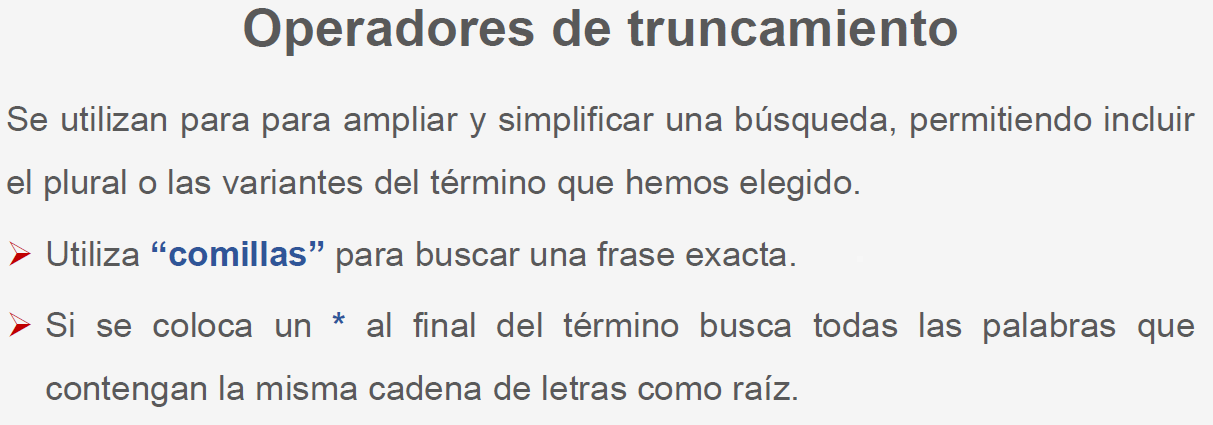 Operadores de truncamiento
Se utilizan para para ampliar y simplificar una búsqueda, permitiendo incluir
el plural o las variantes del término que hemos elegido.
➢ Utiliza “comillas” para buscar una frase exacta.
➢ Si se coloca un * al final del término busca todas las palabras que
contengan la misma cadena de letras como raíz.